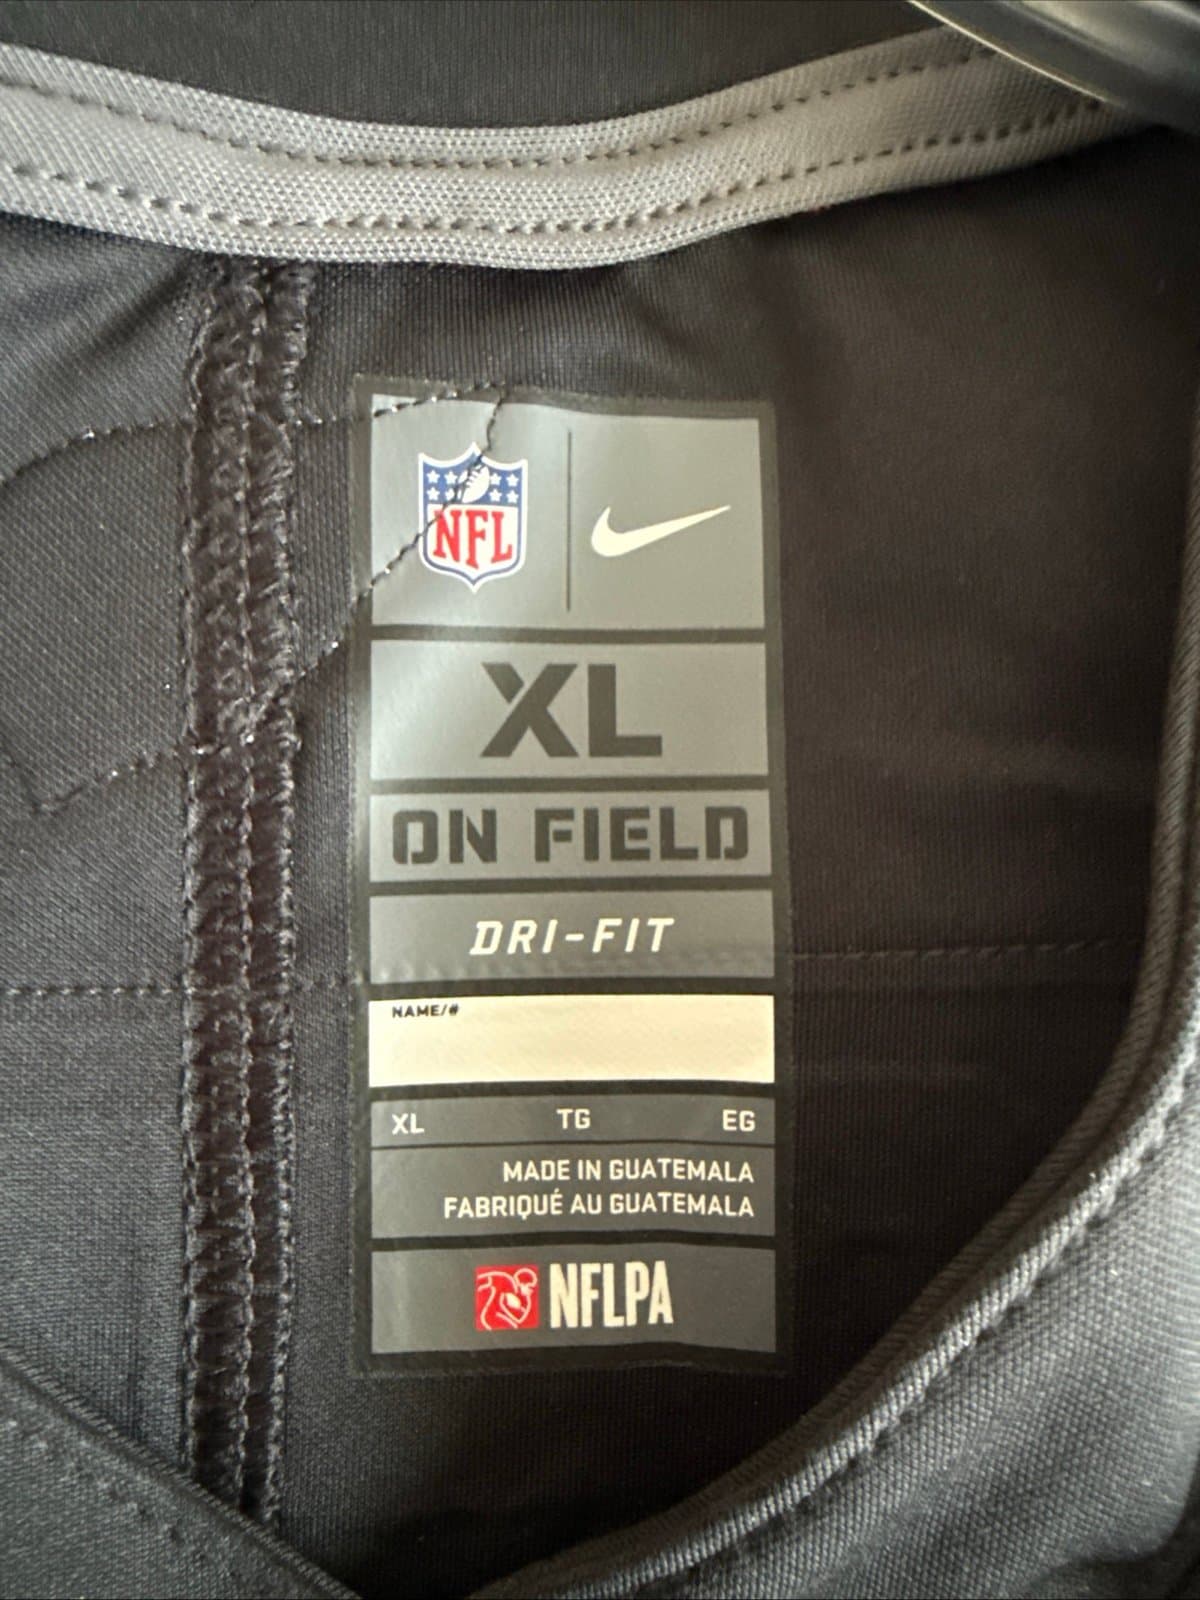 NFL
XL
ON FIELD
DRI-FIT
NAME/#
XL TG EG
MADE IN GUATEMALA
FABRIQUÉ AU GUATEMALA
NFLPA